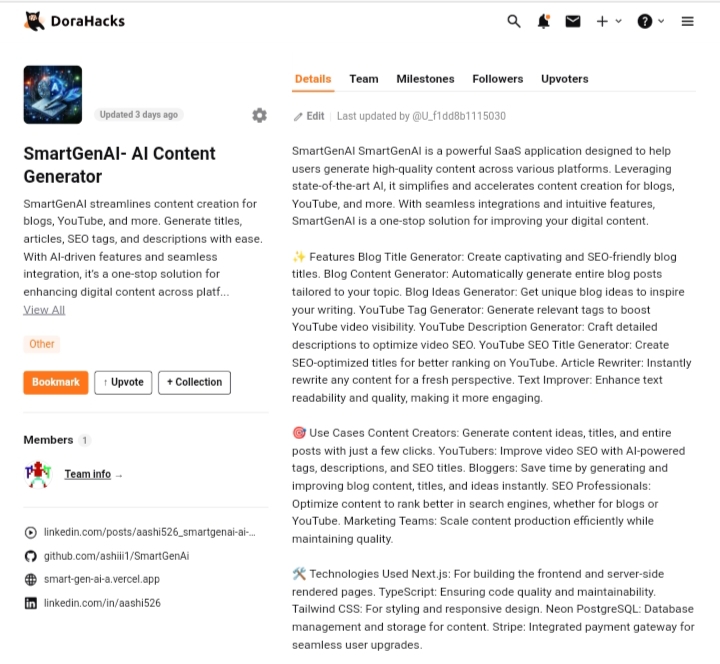 DoraHacks
Updated 3 days ago
SmartGenAI- AI Content
Generator
SmartGenAI streamlines content creation for
blogs, YouTube, and more. Generate titles,
articles, SEO tags, and descriptions with ease.
With AI-driven features and seamless
integration, it's a one-stop solution for
enhancing digital content across platf...
View All
Other
Bookmark
↑ Upvote
+ Collection
Members 1
Team info →
linkedin.com/posts/aashi526_smartgenai-ai-...
github.com/ashiii1/SmartGenAi
smart-gen-ai-a.vercel.app
linkedin.com/in/aashi526
Details Team Milestones Followers Upvoters
Edit Last updated by @U_f1dd8b1115030
SmartGenAI SmartGenAI is a powerful SaaS application designed to help
users generate high-quality content across various platforms. Leveraging
state-of-the-art AI, it simplifies and accelerates content creation for blogs,
YouTube, and more. With seamless integrations and intuitive features,
SmartGenAI is a one-stop solution for improving your digital content.
✨ Features Blog Title Generator: Create captivating and SEO-friendly blog
titles. Blog Content Generator: Automatically generate entire blog posts
tailored to your topic. Blog Ideas Generator: Get unique blog ideas to inspire
your writing. YouTube Tag Generator: Generate relevant tags to boost
YouTube video visibility. YouTube Description Generator: Craft detailed
descriptions to optimize video SEO. YouTube SEO Title Generator: Create
SEO-optimized titles for better ranking on YouTube. Article Rewriter: Instantly
rewrite any content for a fresh perspective. Text Improver: Enhance text
readability and quality, making it more engaging.
🎯 Use Cases Content Creators: Generate content ideas, titles, and entire
posts with just a few clicks. YouTubers: Improve video SEO with AI-powered
tags, descriptions, and SEO titles. Bloggers: Save time by generating and
improving blog content, titles, and ideas instantly. SEO Professionals:
Optimize content to rank better in search engines, whether for blogs or
YouTube. Marketing Teams: Scale content production efficiently while
maintaining quality.
🛠️ Technologies Used Next.js: For building the frontend and server-side
rendered pages. TypeScript: Ensuring code quality and maintainability.
Tailwind CSS: For styling and responsive design. Neon PostgreSQL: Database
management and storage for content. Stripe: Integrated payment gateway for
seamless user upgrades.